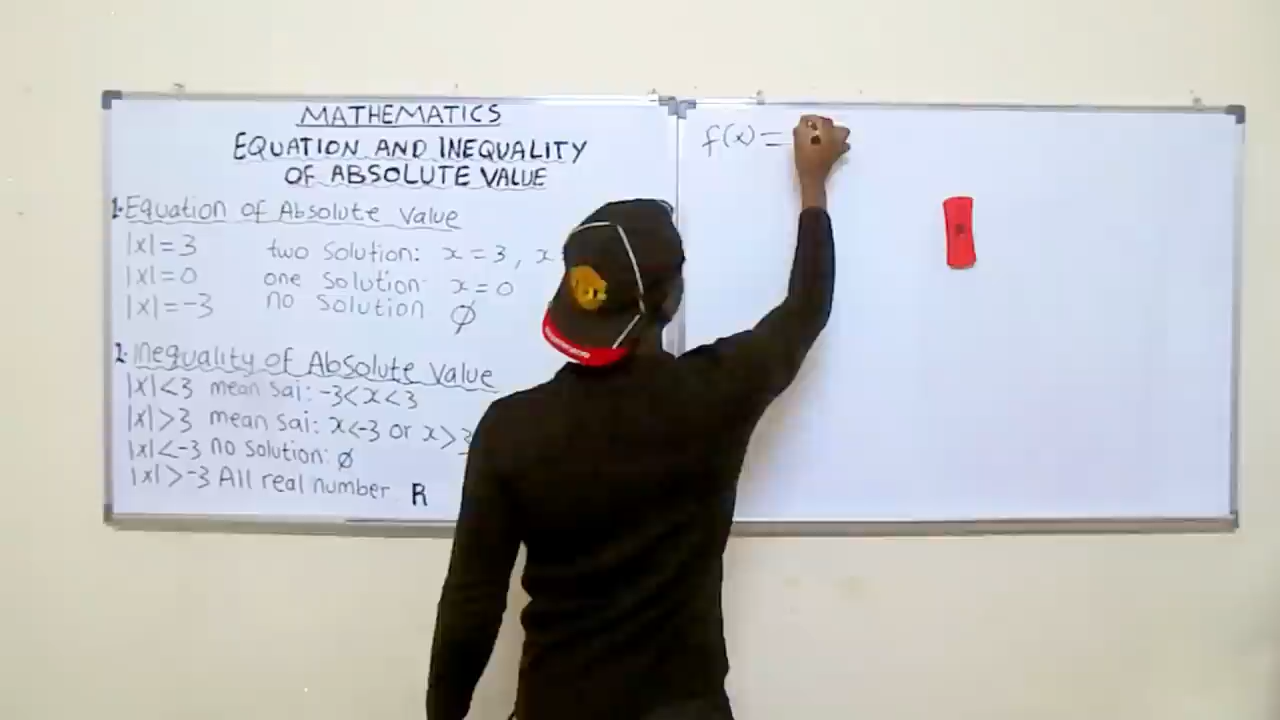 MATHEMATICS
EQUATION AND INEQUALITY
OF ABSOLUTE VALUE
1. Equation of Absolute Value
|x|=3 two Solution: x=3, x
|x|=0 one Solution: x=0
|x|=-3 no Solution ∅
2. Inequality of Absolute Value
|x|<3 mean sai: -3<x<3
|x|>3 mean sai: x<-3 or x>3
|x|<-3 no Solution: ∅
|x|>-3 All real number R
f(x)=